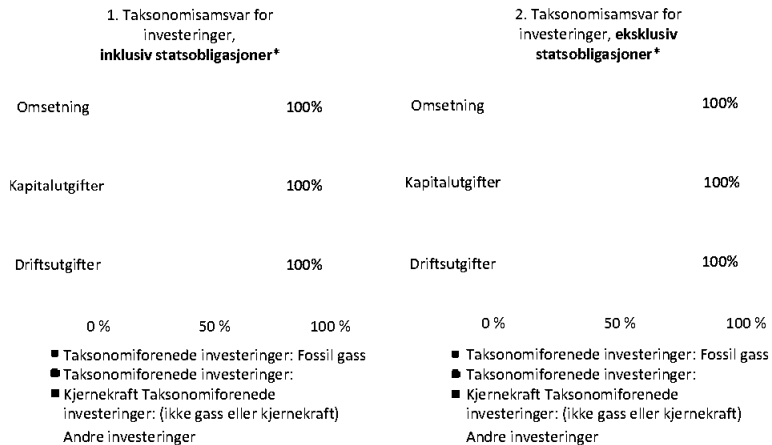 1. Taksonomisamsvar for
investeringer,
inklusiv statsobligasjoner*
Omsetning 100%
Kapitalutgifter 100%
Driftsutgifter 100%
0 % 50 % 100 %
Taksonomiforenede investeringer: Fossil gass
Taksonomiforenede investeringer:
Kjernekraft Taksonomiforenede
investeringer: (ikke gass eller kjernekraft)
Andre investeringer
2. Taksonomisamsvar for
investeringer, eksklusiv
statsobligasjoner*
Omsetning 100%
Kapitalutgifter 100%
Driftsutgifter 100%
0 % 50 % 100 %
Taksonomiforenede investeringer: Fossil gass
Taksonomiforenede investeringer:
Kjernekraft Taksonomiforenede
investeringer: (ikke gass eller kjernekraft)
Andre investeringer